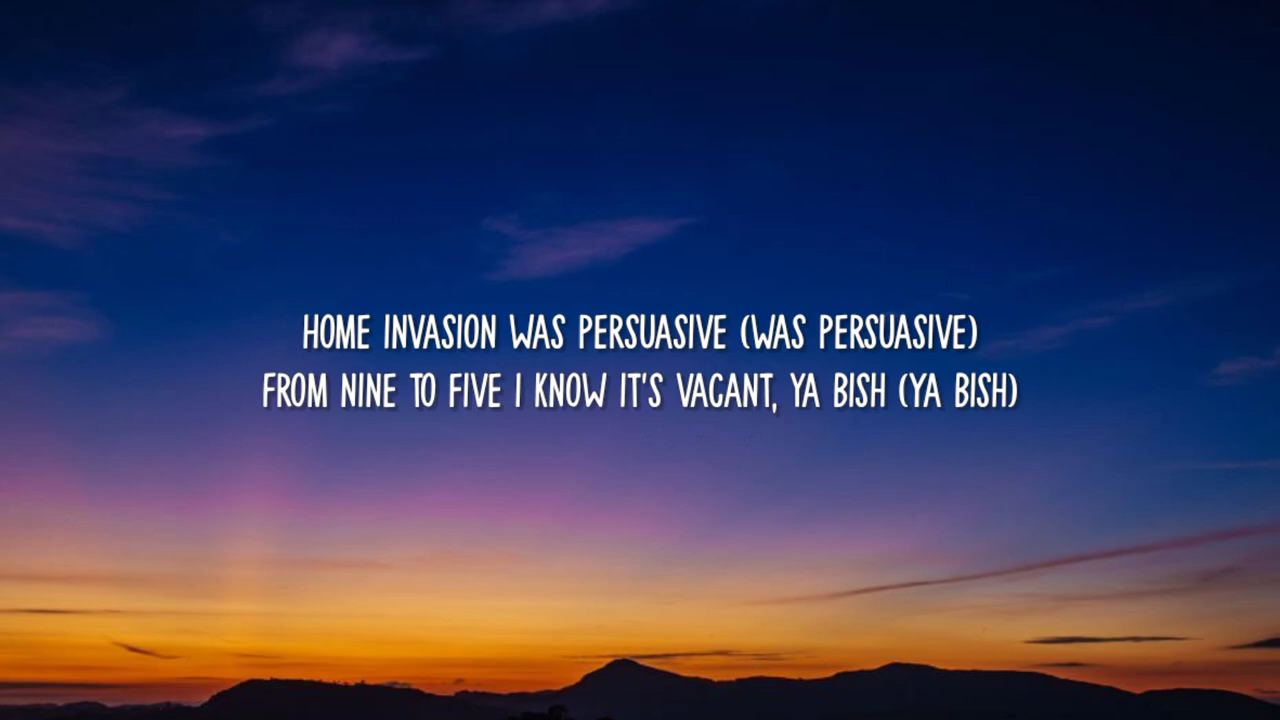 HOME INVASION WAS PERSUASIVE (WAS PERSUASIVE)
FROM NINE TO FIVE I KNOW IT'S VACANT, YA BISH (YA BISH)